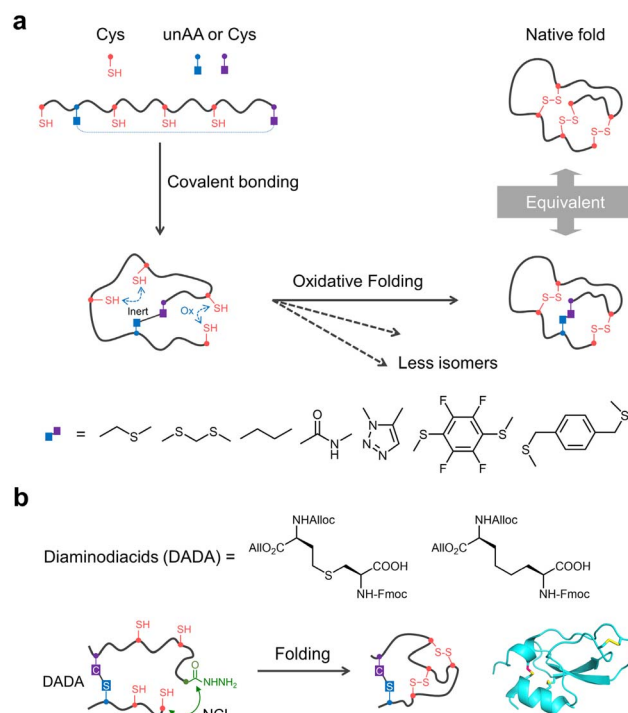 a
Cys
unAA or Cys
Native fold
SH
SH
SH
SH
SH
SH
S–S
S–S
S–S
Covalent bonding
Equivalent
SH
SH
SH
SH
Inert
Ox
Oxidative Folding
Less isomers
S–S
S–S
=
S
S
S
O
N
H
N
N
N
S
F
F
F
F
S
S
S
b
Diaminodiacids (DADA) =
NHAlloc
AllO₂C
S
COOH
NH-Fmoc
NHAlloc
AllO₂C
COOH
NH-Fmoc
DADA
C
S
SH
SH
SH
SH
O
NHNH₂
Folding
C
S
S–S
S–S